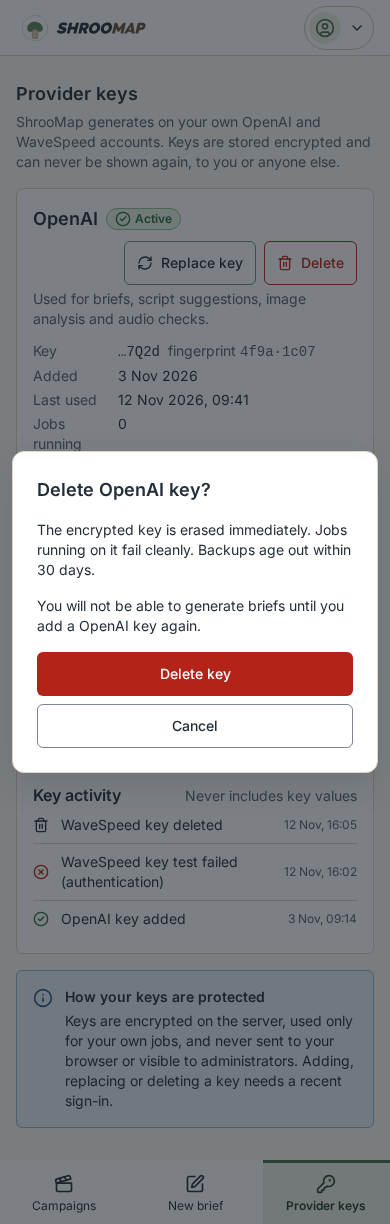 SHROOMAP
Provider keys
ShrooMap generates on your own OpenAI and
WaveSpeed accounts. Keys are stored encrypted and
can never be shown again, to you or anyone else.
OpenAI
Active
Replace key
Delete
Used for briefs, script suggestions, image
analysis and audio checks.
Key …7Q2d fingerprint 4f9a·1c07
Added 3 Nov 2026
Last used 12 Nov 2026, 09:41
Jobs 0
running
Delete OpenAI key?
The encrypted key is erased immediately. Jobs
running on it fail cleanly. Backups age out within
30 days.
You will not be able to generate briefs until you
add a OpenAI key again.
Delete key
Cancel
Key activity Never includes key values
WaveSpeed key deleted 12 Nov, 16:05
WaveSpeed key test failed 12 Nov, 16:02
(authentication)
OpenAI key added 3 Nov, 09:14
How your keys are protected
Keys are encrypted on the server, used only
for your own jobs, and never sent to your
browser or visible to administrators. Adding,
replacing or deleting a key needs a recent
sign-in.
Campaigns
New brief
Provider keys